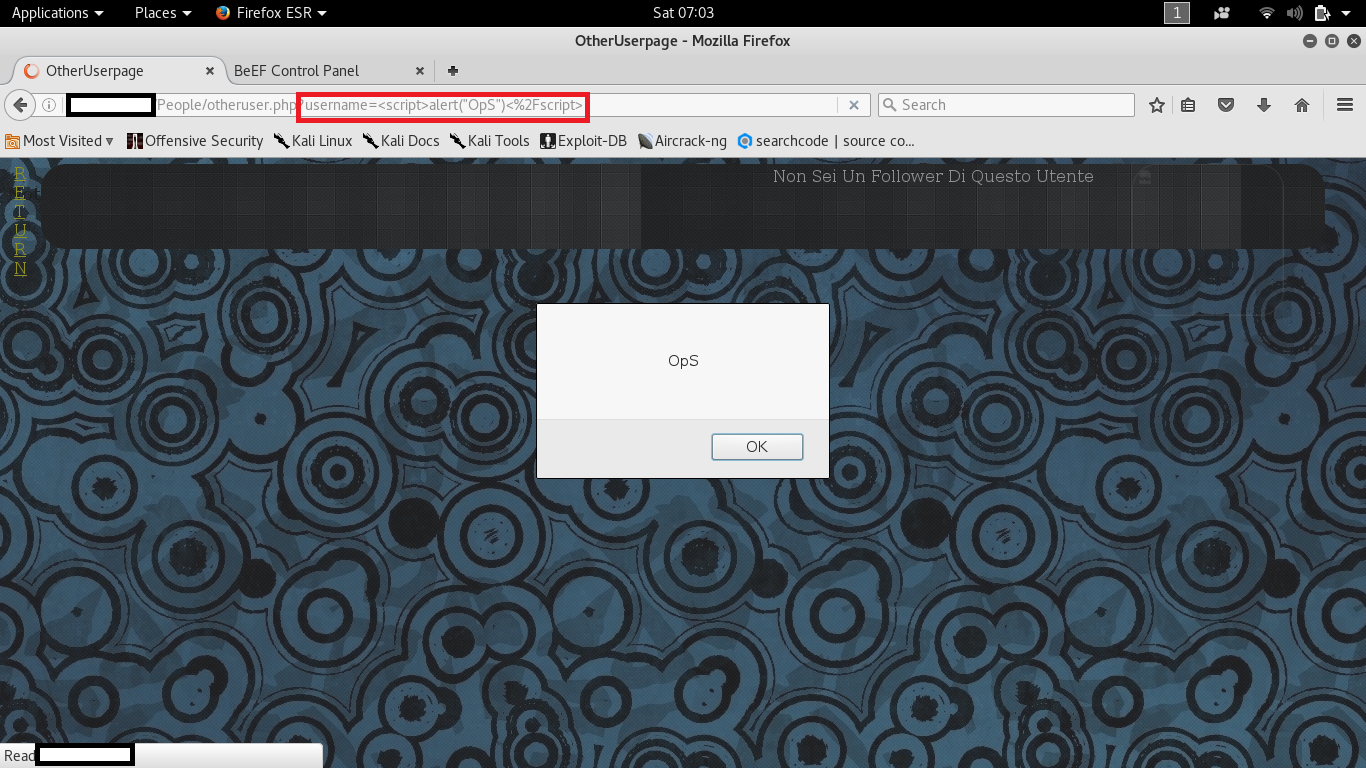 Applications Places Firefox ESR Sat 07:03 1
OtherUserpage - Mozilla Firefox
OtherUserpage BeEF Control Panel
/People/otheruser.php?username=<script>alert("OpS")<%2Fscript> Search
Most Visited Offensive Security Kali Linux Kali Docs Kali Tools Exploit-DB Aircrack-ng searchcode | source co...
R
E
T
U
R
N
Non Sei Un Follower Di Questo Utente
OpS
OK
Read